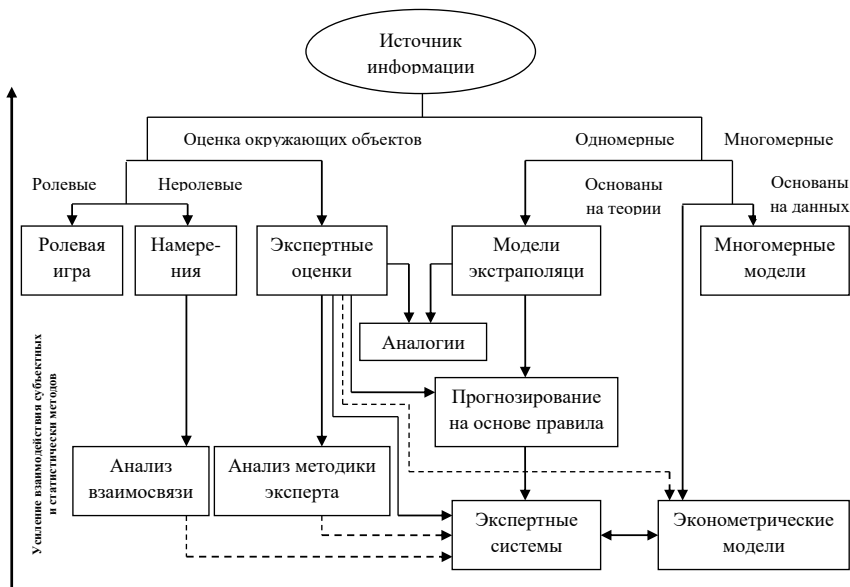 Источник
информации
Оценка окружающих объектов
Одномерные
Многомерные
Ролевые
Неролевые
Основаны
на теории
Основаны
на данных
Ролевая
игра
Намере-
ния
Экспертные
оценки
Модели
экстраполяци
Многомерные
модели
Аналогии
Прогнозирование
на основе правила
Усиление взаимодействия субъектных
и статистически методов
Анализ
взаимосвязи
Анализ методики
эксперта
Экспертные
системы
Эконометрические
модели